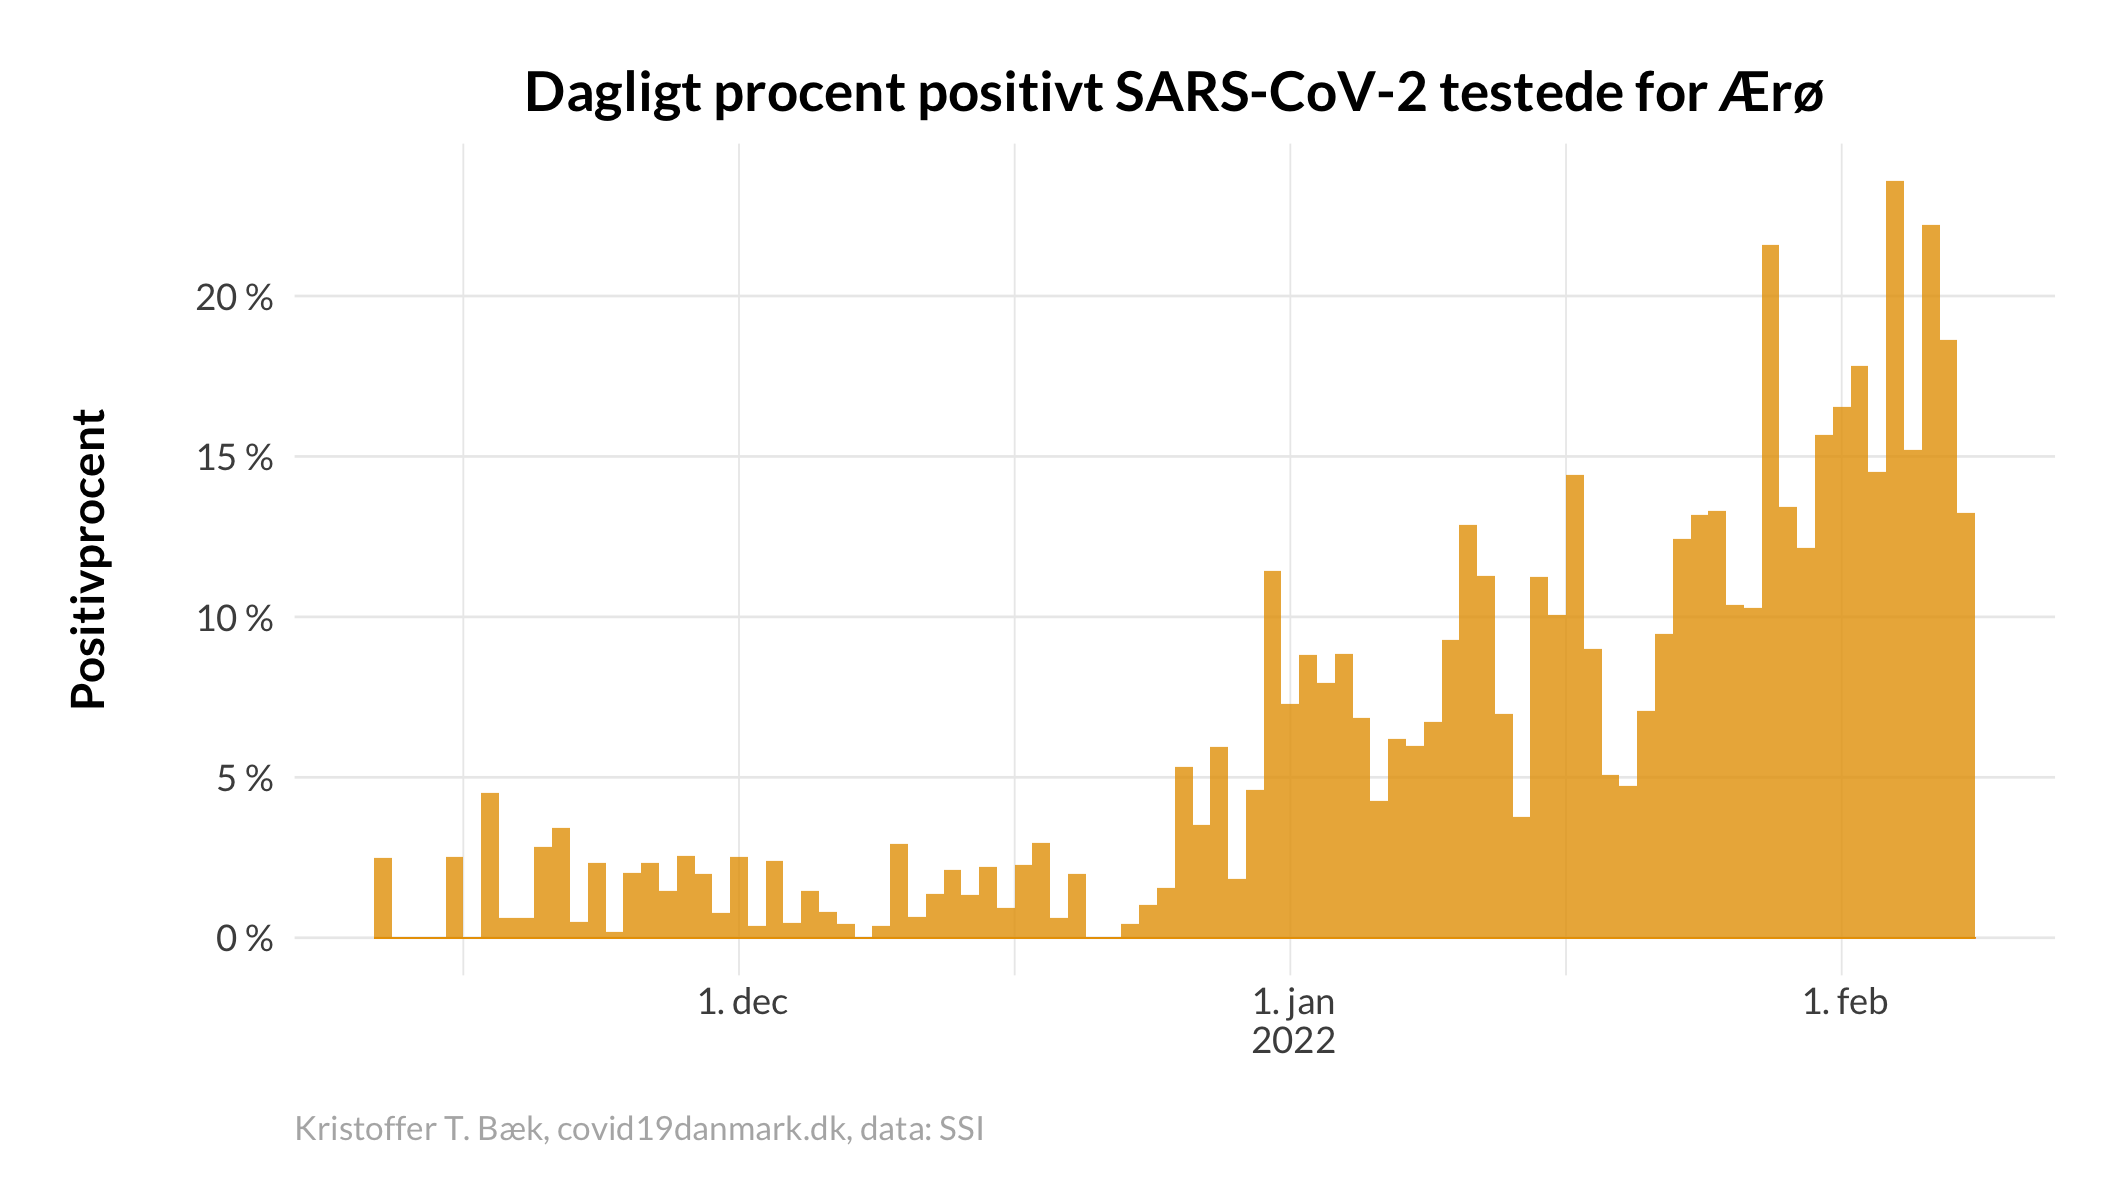 Dagligt procent positivt SARS-CoV-2 testede for Ærø
Positivprocent
20 %
15 %
10 %
5 %
0 %
1. dec
1. jan
2022
1. feb
Kristoffer T. Bæk, covid19danmark.dk, data: SSI